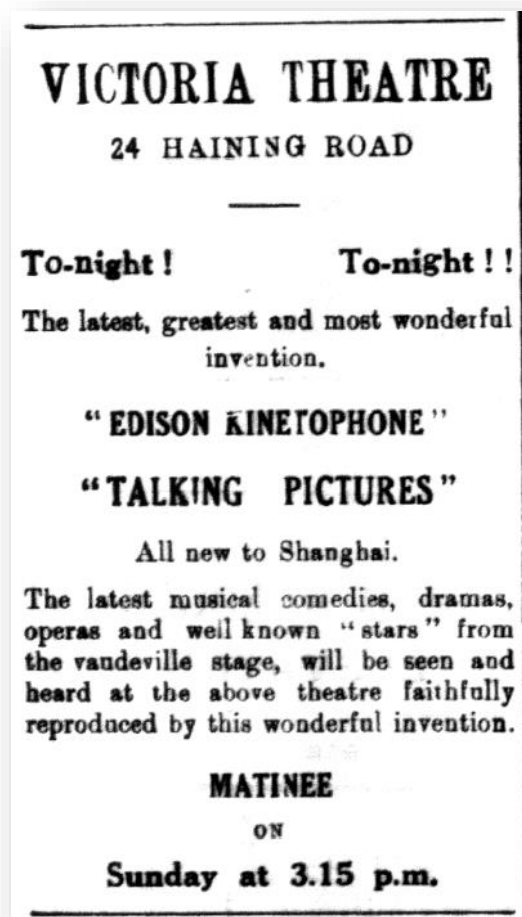 VICTORIA THEATRE
24 HAINING ROAD
To-night ! To-night ! !
The latest, greatest and most wonderful
invention.
" EDISON KINETOPHONE "
" TALKING PICTURES "
All new to Shanghai.
The latest musical comedies, dramas,
operas and well known " stars " from
the vaudeville stage, will be seen and
heard at the above theatre faithfully
reproduced by this wonderful invention.
MATINEE
ON
Sunday at 3.15 p.m.